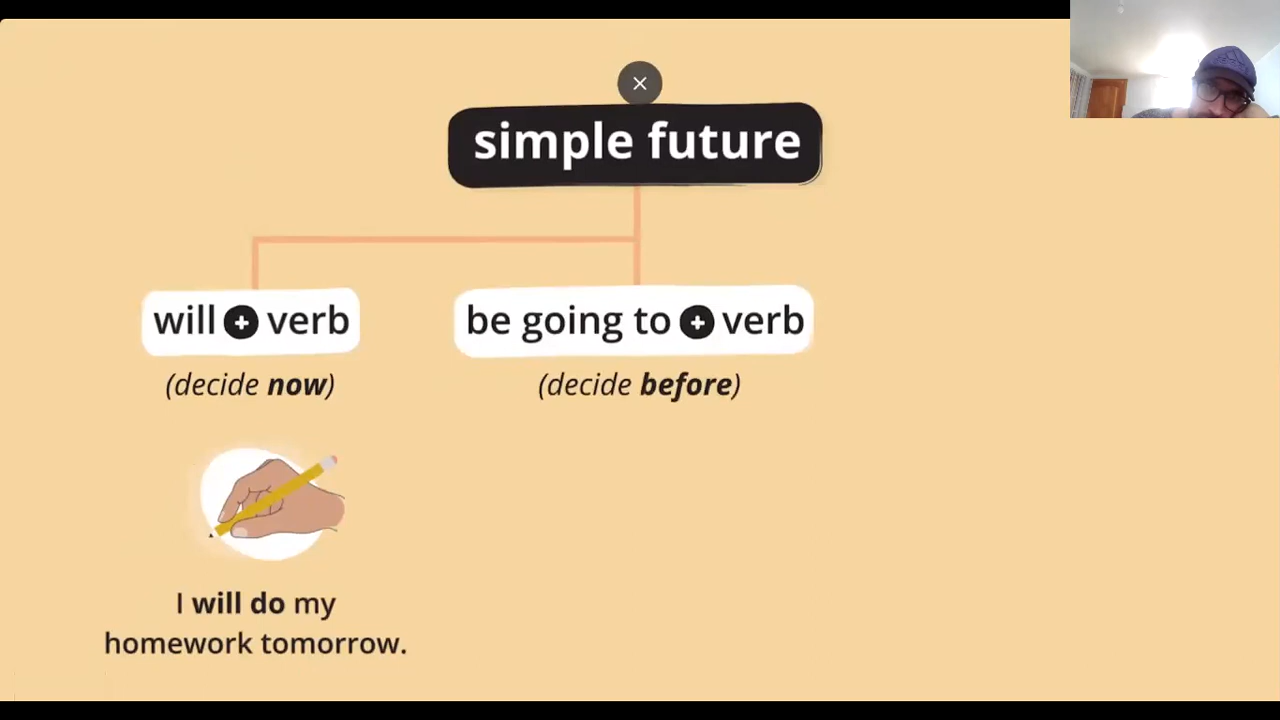 simple future
will + verb
be going to + verb
(decide now)
(decide before)
I will do my
homework tomorrow.